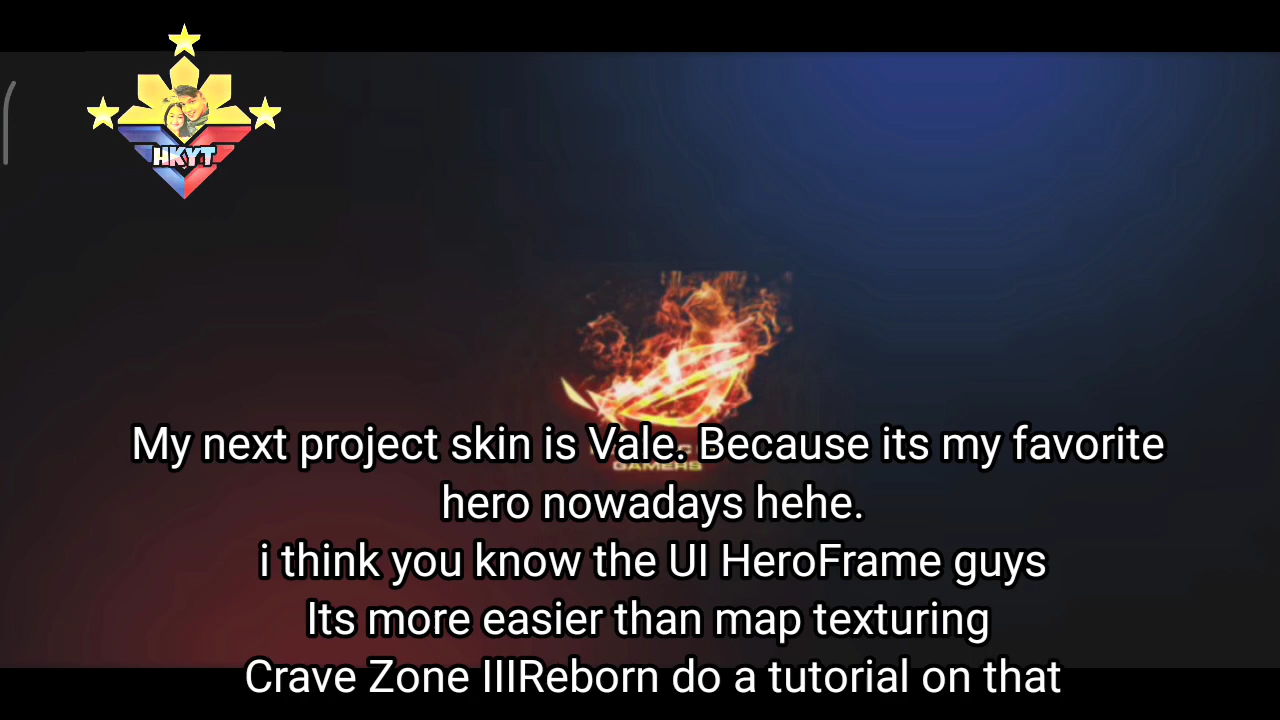 HKYT
My next project skin is Vale. Because its my favorite
hero nowadays hehe.
GAMERS
i think you know the UI HeroFrame guys
Its more easier than map texturing
Crave Zone IIIReborn do a tutorial on that